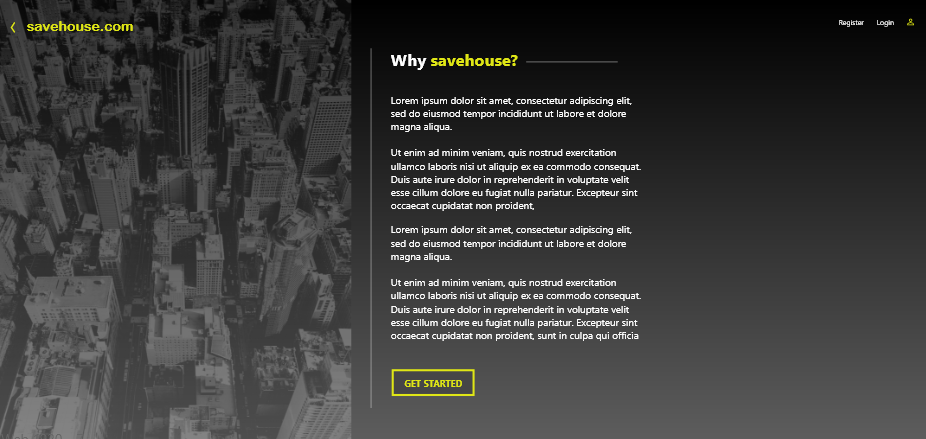 savehouse.com
Register Login
Why savehouse?
Lorem ipsum dolor sit amet, consectetur adipiscing elit,
sed do eiusmod tempor incididunt ut labore et dolore
magna aliqua.
Ut enim ad minim veniam, quis nostrud exercitation
ullamco laboris nisi ut aliquip ex ea commodo consequat.
Duis aute irure dolor in reprehenderit in voluptate velit
esse cillum dolore eu fugiat nulla pariatur. Excepteur sint
occaecat cupidatat non proident,
Lorem ipsum dolor sit amet, consectetur adipiscing elit,
sed do eiusmod tempor incididunt ut labore et dolore
magna aliqua.
Ut enim ad minim veniam, quis nostrud exercitation
ullamco laboris nisi ut aliquip ex ea commodo consequat.
Duis aute irure dolor in reprehenderit in voluptate velit
esse cillum dolore eu fugiat nulla pariatur. Excepteur sint
occaecat cupidatat non proident, sunt in culpa qui officia
GET STARTED